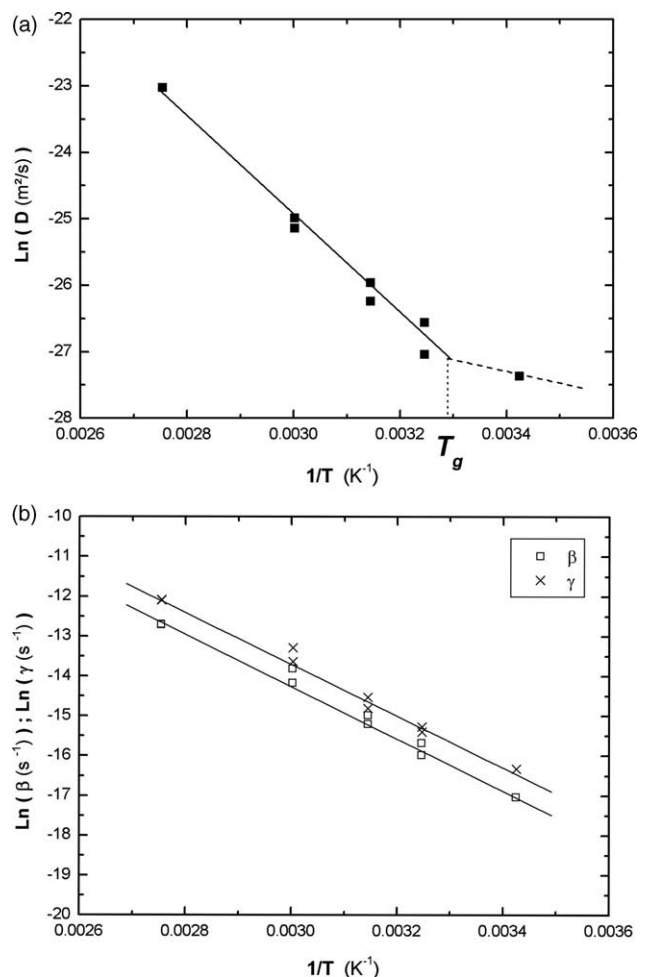 (a)
-22
-23
-24
-25
-26
-27
-28
Ln ( D (m²/s) )
0.0026 0.0028 0.0030 0.0032 0.0034 0.0036
T_g
1/T (K⁻¹)
(b)
-10
-11
-12
-13
-14
-15
-16
-17
-18
-19
-20
Ln ( β (s⁻¹) ) ; Ln ( γ (s⁻¹) )
β
γ
0.0026 0.0028 0.0030 0.0032 0.0034 0.0036
1/T (K⁻¹)